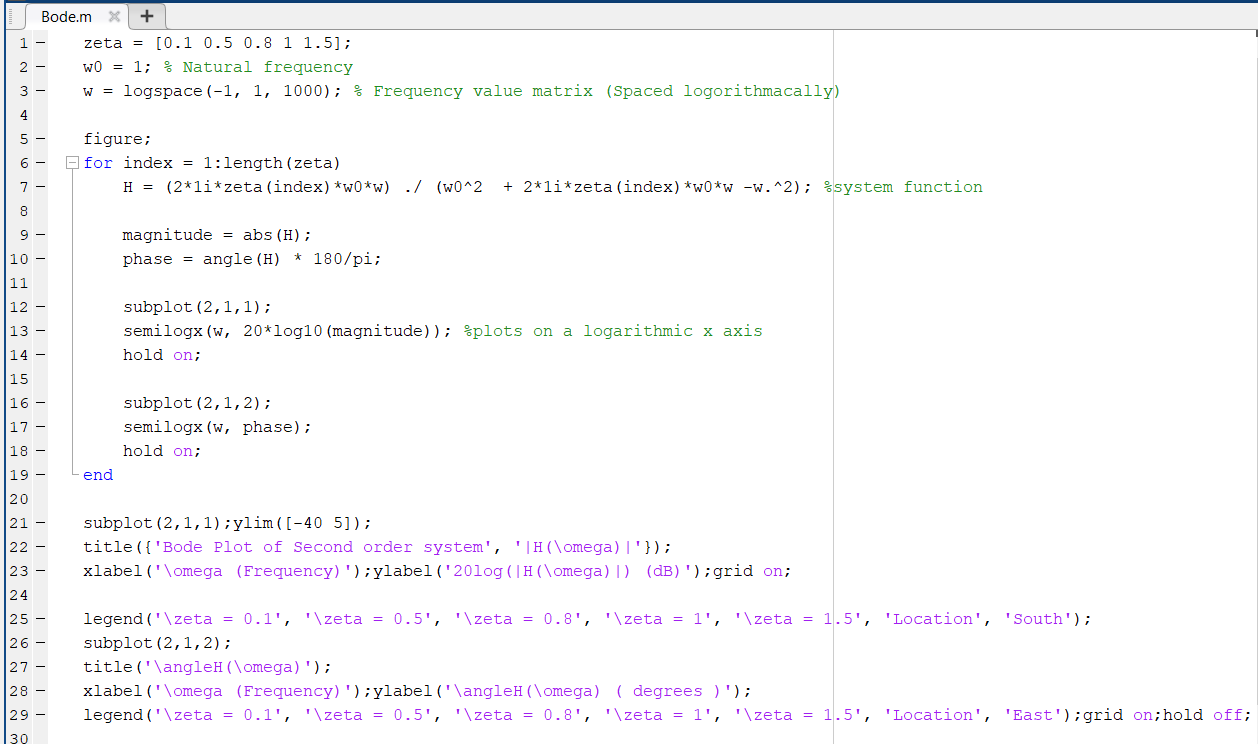 Bode.m
1 zeta = [0.1 0.5 0.8 1 1.5];
2 w0 = 1; % Natural frequency
3 w = logspace(-1, 1, 1000); % Frequency value matrix (Spaced logorithmacally)
4
5 figure;
6 for index = 1:length(zeta)
7 H = (2*1i*zeta(index)*w0*w) ./ (w0^2  + 2*1i*zeta(index)*w0*w -w.^2); %system function
8
9 magnitude = abs(H);
10 phase = angle(H) * 180/pi;
11
12 subplot(2,1,1);
13 semilogx(w, 20*log10(magnitude)); %plots on a logarithmic x axis
14 hold on;
15
16 subplot(2,1,2);
17 semilogx(w, phase);
18 hold on;
19 end
20
21 subplot(2,1,1);ylim([-40 5]);
22 title({'Bode Plot of Second order system', '|H(\omega)|'});
23 xlabel('\omega (Frequency)');ylabel('20log(|H(\omega)|) (dB)');grid on;
24
25 legend('\zeta = 0.1', '\zeta = 0.5', '\zeta = 0.8', '\zeta = 1', '\zeta = 1.5', 'Location', 'South');
26 subplot(2,1,2);
27 title('\angleH(\omega)');
28 xlabel('\omega (Frequency)');ylabel('\angleH(\omega) ( degrees )');
29 legend('\zeta = 0.1', '\zeta = 0.5', '\zeta = 0.8', '\zeta = 1', '\zeta = 1.5', 'Location', 'East');grid on;hold off;
30